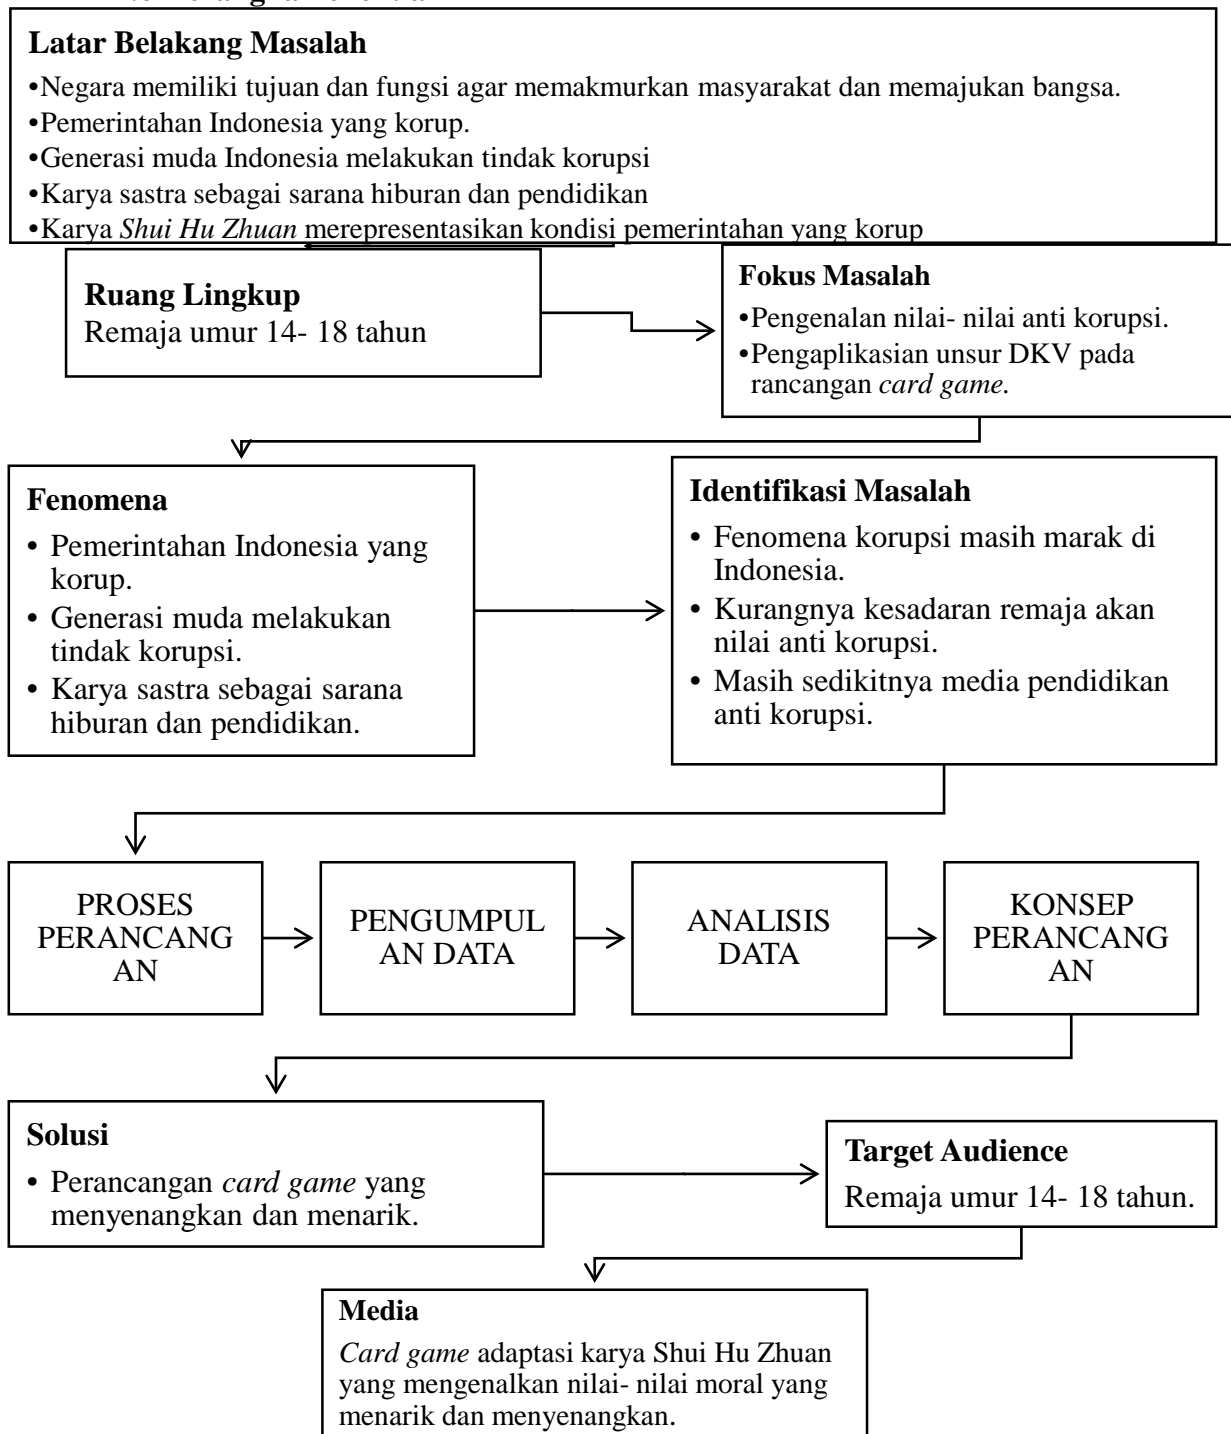 Latar Belakang Masalah
•Negara memiliki tujuan dan fungsi agar memakmurkan masyarakat dan memajukan bangsa.
•Pemerintahan Indonesia yang korup.
•Generasi muda Indonesia melakukan tindak korupsi
•Karya sastra sebagai sarana hiburan dan pendidikan
•Karya Shui Hu Zhuan merepresentasikan kondisi pemerintahan yang korup
Ruang Lingkup
Remaja umur 14- 18 tahun
Fokus Masalah
•Pengenalan nilai- nilai anti korupsi.
•Pengaplikasian unsur DKV pada
rancangan card game.
Fenomena
• Pemerintahan Indonesia yang
korup.
• Generasi muda melakukan
tindak korupsi.
• Karya sastra sebagai sarana
hiburan dan pendidikan.
Identifikasi Masalah
• Fenomena korupsi masih marak di
Indonesia.
• Kurangnya kesadaran remaja akan
nilai anti korupsi.
• Masih sedikitnya media pendidikan
anti korupsi.
PROSES
PERANCANG
AN
PENGUMPUL
AN DATA
ANALISIS
DATA
KONSEP
PERANCANG
AN
Solusi
• Perancangan card game yang
menyenangkan dan menarik.
Target Audience
Remaja umur 14- 18 tahun.
Media
Card game adaptasi karya Shui Hu Zhuan
yang mengenalkan nilai- nilai moral yang
menarik dan menyenangkan.